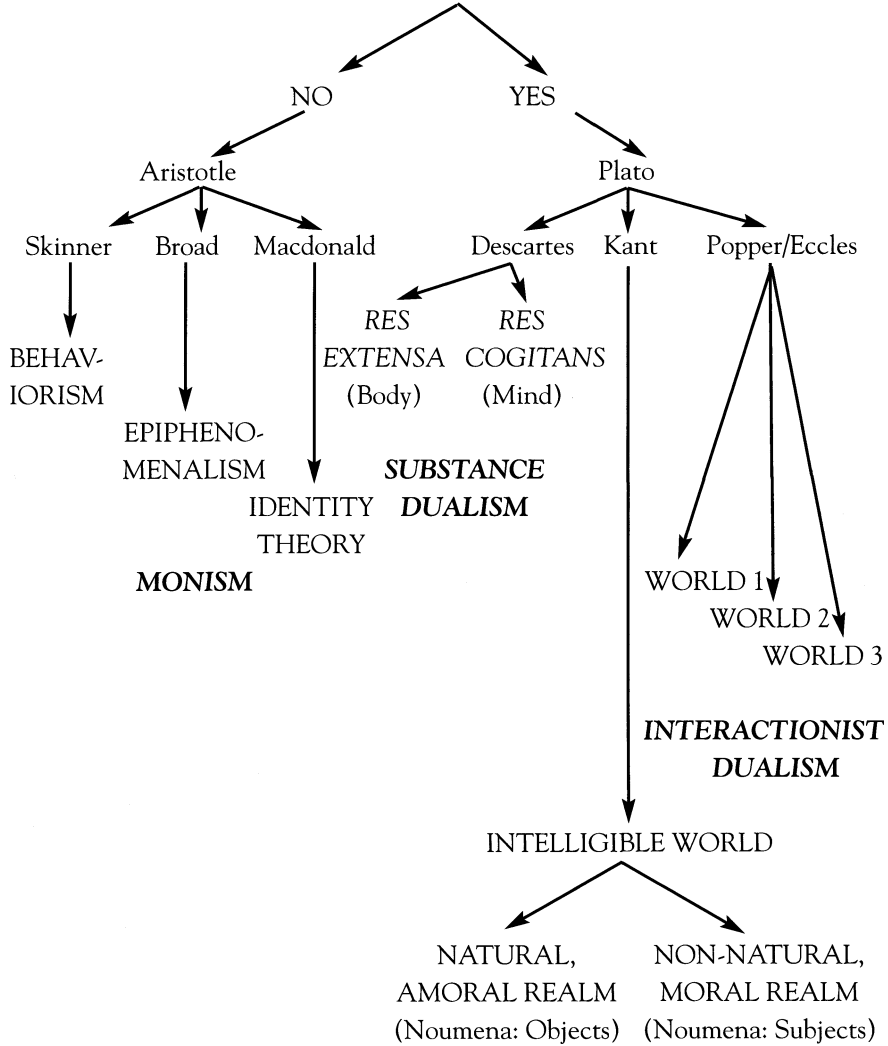 NO
YES
Aristotle
Plato
Skinner
Broad
Macdonald
Descartes
Kant
Popper/Eccles
BEHAV-
IORISM
EPIPHENO-
MENALISM
IDENTITY
THEORY
MONISM
RES
EXTENSA
(Body)
RES
COGITANS
(Mind)
SUBSTANCE
DUALISM
WORLD 1
WORLD 2
WORLD 3
INTERACTIONIST
DUALISM
INTELLIGIBLE WORLD
NATURAL,
AMORAL REALM
(Noumena: Objects)
NON-NATURAL,
MORAL REALM
(Noumena: Subjects)